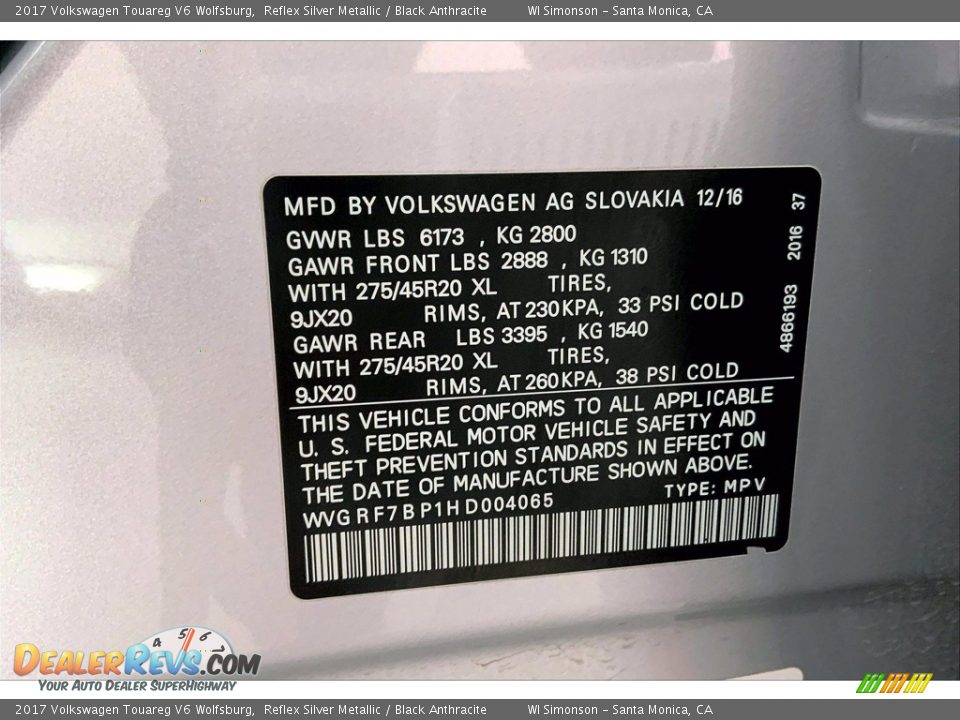 2017 Volkswagen Touareg V6 Wolfsburg, Reflex Silver Metallic / Black Anthracite WI Simonson - Santa Monica, CA
MFD BY VOLKSWAGEN AG SLOVAKIA 12/16
GVWR LBS 6173 , KG 2800
GAWR FRONT LBS 2888 , KG 1310
WITH 275/45R20 XL TIRES,
9JX20 RIMS, AT 230 KPA, 33 PSI COLD
GAWR REAR LBS 3395 , KG 1540
WITH 275/45R20 XL TIRES,
9JX20 RIMS, AT 260 KPA, 38 PSI COLD
THIS VEHICLE CONFORMS TO ALL APPLICABLE
U. S. FEDERAL MOTOR VEHICLE SAFETY AND
THEFT PREVENTION STANDARDS IN EFFECT ON
THE DATE OF MANUFACTURE SHOWN ABOVE.
WVGRF7BP1HD004065 TYPE: MPV
4866193 2016 37
4 5 6
DEALERREVS.COM
YOUR AUTO DEALER SUPERHIGHWAY
2017 Volkswagen Touareg V6 Wolfsburg, Reflex Silver Metallic / Black Anthracite WI Simonson - Santa Monica, CA